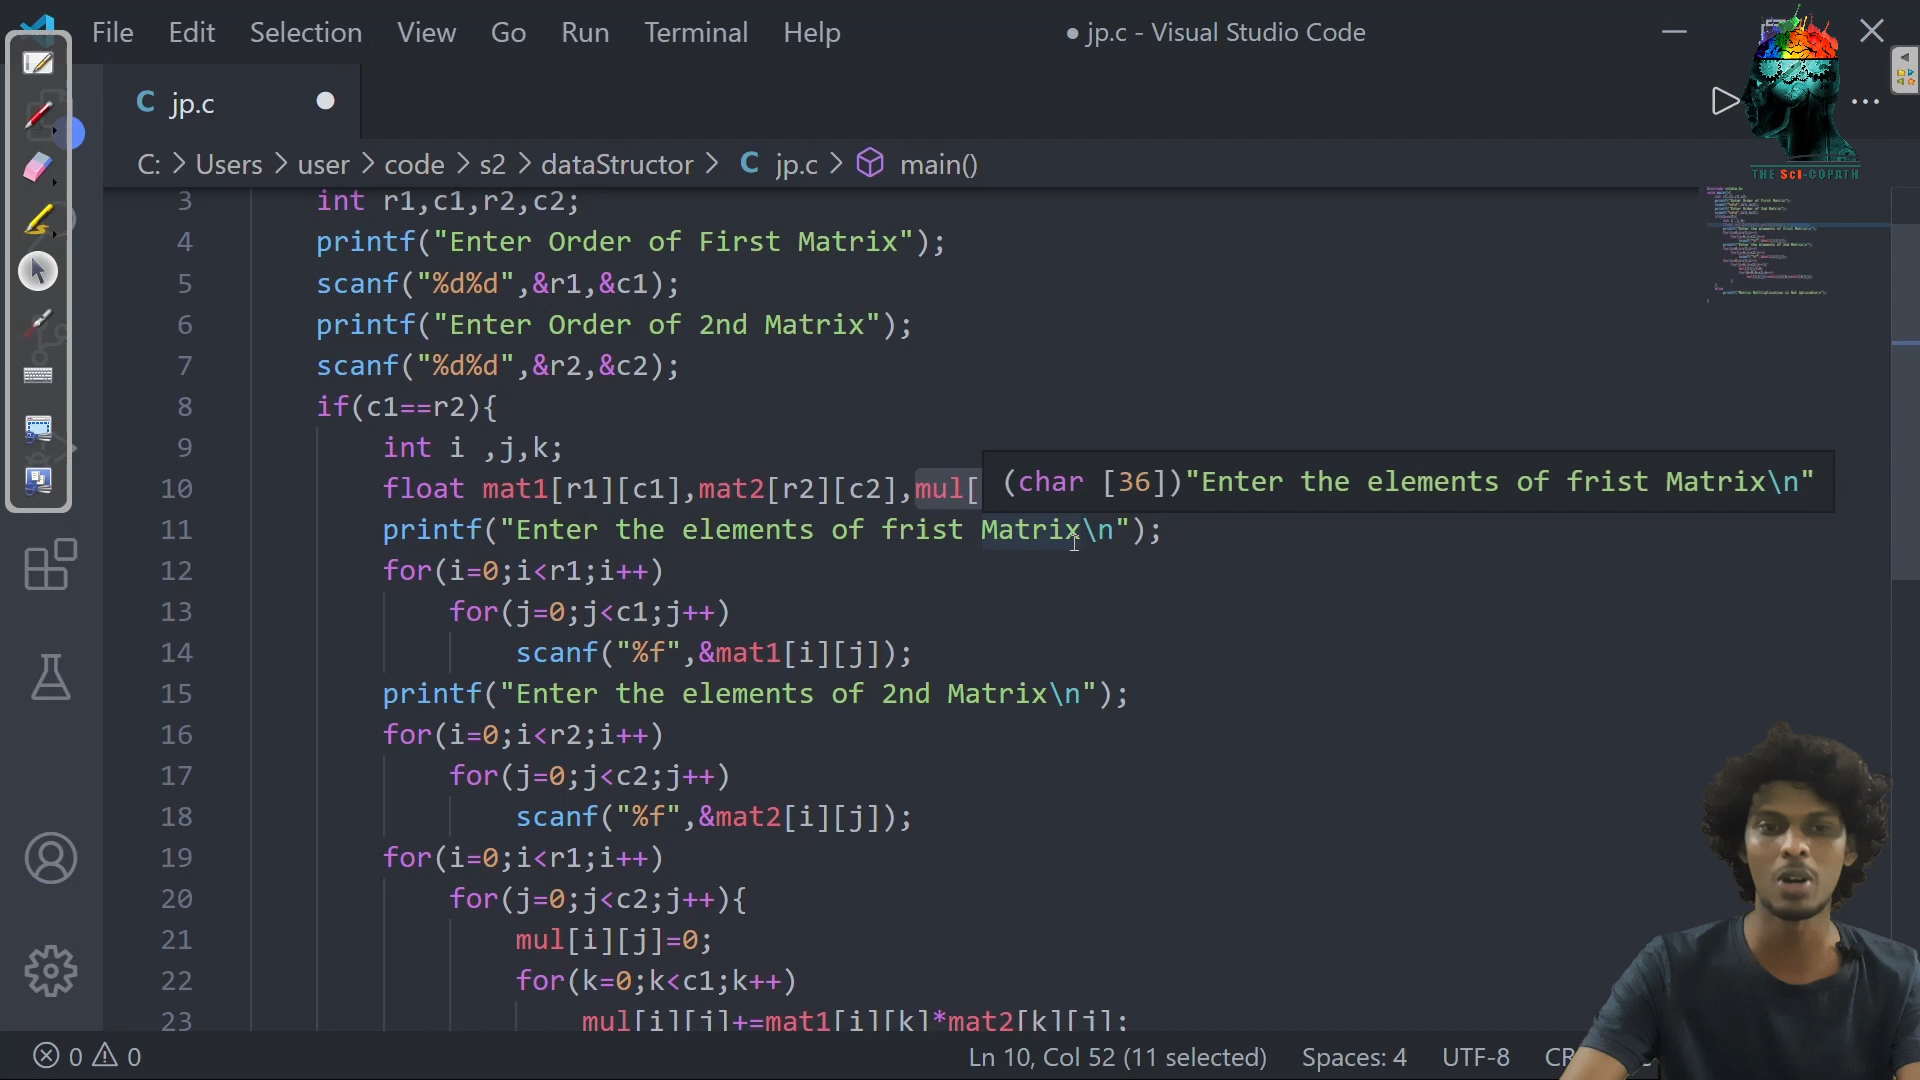 File Edit Selection View Go Run Terminal Help
● jp.c - Visual Studio Code
C jp.c
THE SCI-COPATH
C: > Users > user > code > s2 > dataStructor > C jp.c > main()
3 int r1,c1,r2,c2;
4 printf("Enter Order of First Matrix");
5 scanf("%d%d",&r1,&c1);
6 printf("Enter Order of 2nd Matrix");
7 scanf("%d%d",&r2,&c2);
8 if(c1==r2){
9 int i ,j,k;
10 float mat1[r1][c1],mat2[r2][c2],mul[
(char [36])"Enter the elements of frist Matrix\n"
11 printf("Enter the elements of frist Matrix\n");
12 for(i=0;i<r1;i++)
13 for(j=0;j<c1;j++)
14 scanf("%f",&mat1[i][j]);
15 printf("Enter the elements of 2nd Matrix\n");
16 for(i=0;i<r2;i++)
17 for(j=0;j<c2;j++)
18 scanf("%f",&mat2[i][j]);
19 for(i=0;i<r1;i++)
20 for(j=0;j<c2;j++){
21 mul[i][j]=0;
22 for(k=0;k<c1;k++)
23 mul[i][j]+=mat1[i][k]*mat2[k][j];
0 0
Ln 10, Col 52 (11 selected) Spaces: 4 UTF-8